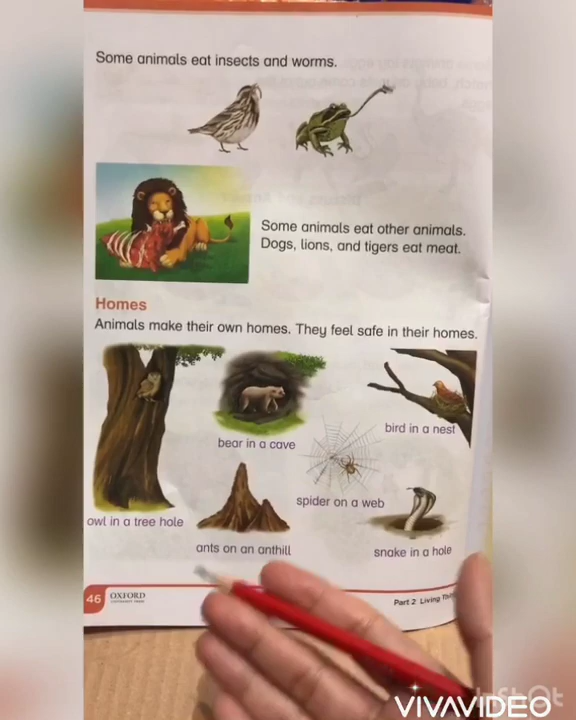 Some animals eat insects and worms.
Some animals eat other animals.
Dogs, lions, and tigers eat meat.
Homes
Animals make their own homes. They feel safe in their homes.
bird in a nest
bear in a cave
spider on a web
owl in a tree hole
ants on an anthill
snake in a hole
46
OXFORD
Part 2 Living
VIVAVIDEO